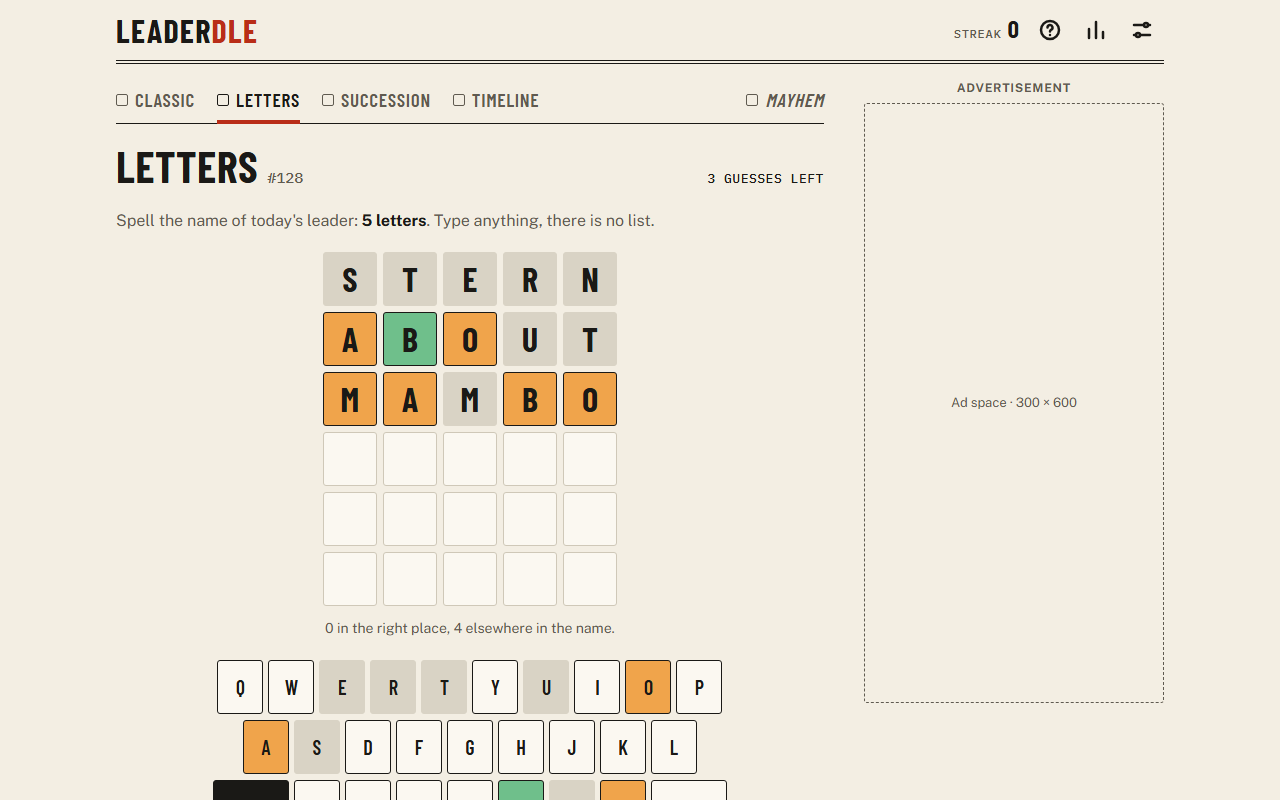 LEADERDLE
STREAK 0
CLASSIC LETTERS SUCCESSION TIMELINE MAYHEM
ADVERTISEMENT
LETTERS #128
3 GUESSES LEFT
Spell the name of today's leader: 5 letters. Type anything, there is no list.
S T E R N
A B O U T
M A M B O
Ad space · 300 × 600
0 in the right place, 4 elsewhere in the name.
Q W E R T Y U I O P
A S D F G H J K L